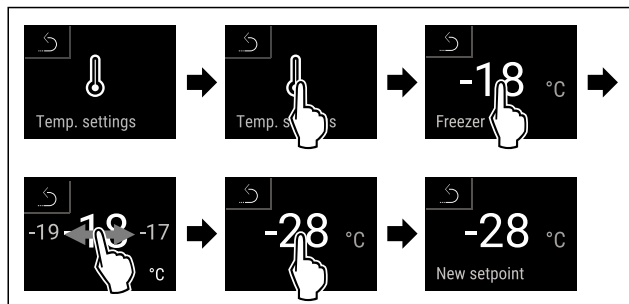 Temp. settings
Temp. s s
-18 °C
Freezer
-19 -18 -17
°C
-28 °C
-28 °C
New setpoint